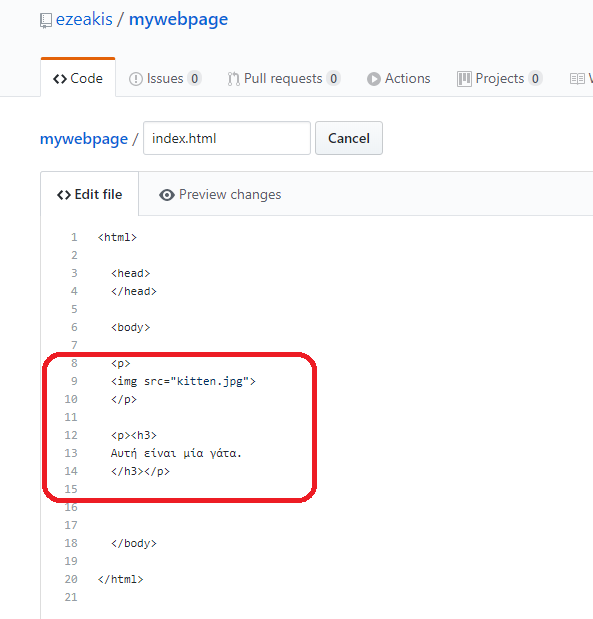 ezeakis / mywebpage
Code Issues 0 Pull requests 0 Actions Projects 0
mywebpage / index.html Cancel
Edit file Preview changes
1 <html>
2
3 <head>
4 </head>
5
6 <body>
7
8 <p>
9 <img src="kitten.jpg">
10 </p>
11
12 <p><h3>
13 Αυτή είναι μία γάτα.
14 </h3></p>
15
16
17
18 </body>
19
20 </html>
21